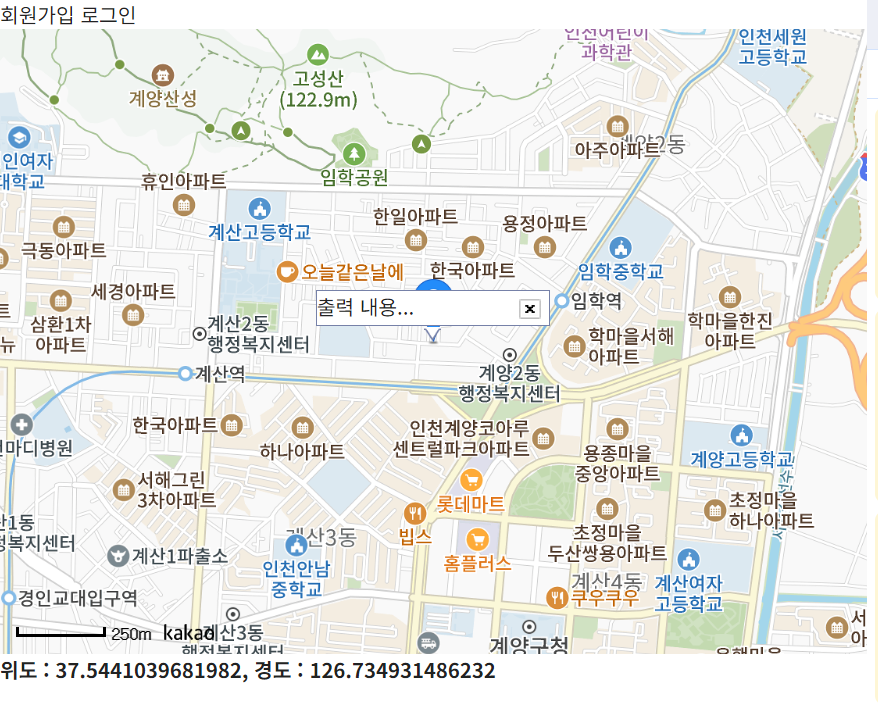 회원가입 로그인
인천어린이
과학관
인천세원
고등학교
고성산
(122.9m)
계양산성
계양2동
아주아파트
인여자
대학교
임학공원
휴인아파트
한일아파트
용정아파트
계산고등학교
극동아파트
오늘같은날에
한국아파트
임학중학교
세경아파트
출력 내용...
임학역
학마을한진
아파트
삼환1차
아파트
계산2동
행정복지센터
학마을서해
아파트
뉴
계양2동
행정복지센터
계산역
한국아파트
하나아파트
인천계양코아루
센트럴파크아파트
용종마을
중앙아파트
계양고등학교
마디병원
서해그린
3차아파트
롯데마트
초정마을
하나아파트
빕스
초정마을
두산쌍용아파트
1동
복지센터
계산3동
계산1파출소
인천안남
중학교
홈플러스
계산4동
계산여자
고등학교
쿠우쿠우
경인교대입구역
250m
kakao
계산3동
행정복지센터
계양구청
서
아
위도 : 37.5441039681982, 경도 : 126.734931486232